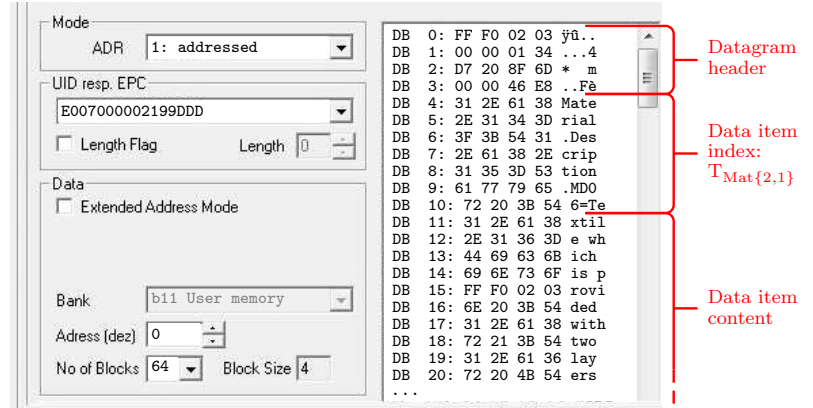 Mode
ADR 1: addressed
UID resp. EPC
E007000002199DDD
Length Flag Length 0
Data
Extended Address Mode
Bank b11 User memory
Adress (dez) 0
No of Blocks 64 Block Size 4
DB 0: FF F0 02 03 ÿû..
DB 1: 00 00 01 34 ...4
DB 2: D7 20 8F 6D * m
DB 3: 00 00 46 E8 ..Fè
DB 4: 31 2E 61 38 Mate
DB 5: 2E 31 34 3D rial
DB 6: 3F 3B 54 31 .Des
DB 7: 2E 61 38 2E crip
DB 8: 31 35 3D 53 tion
DB 9: 61 77 79 65 .MD0
DB 10: 72 20 3B 54 6=Te
DB 11: 31 2E 61 38 xtil
DB 12: 2E 31 36 3D e wh
DB 13: 44 69 63 6B ich
DB 14: 69 6E 73 6F is p
DB 15: FF F0 02 03 rovi
DB 16: 6E 20 3B 54 ded
DB 17: 31 2E 61 38 with
DB 18: 72 21 3B 54 two
DB 19: 31 2E 61 36 lay
DB 20: 72 20 4B 54 ers
...
Datagram
header
Data item
index:
T_Mat{2,1}
Data item
content